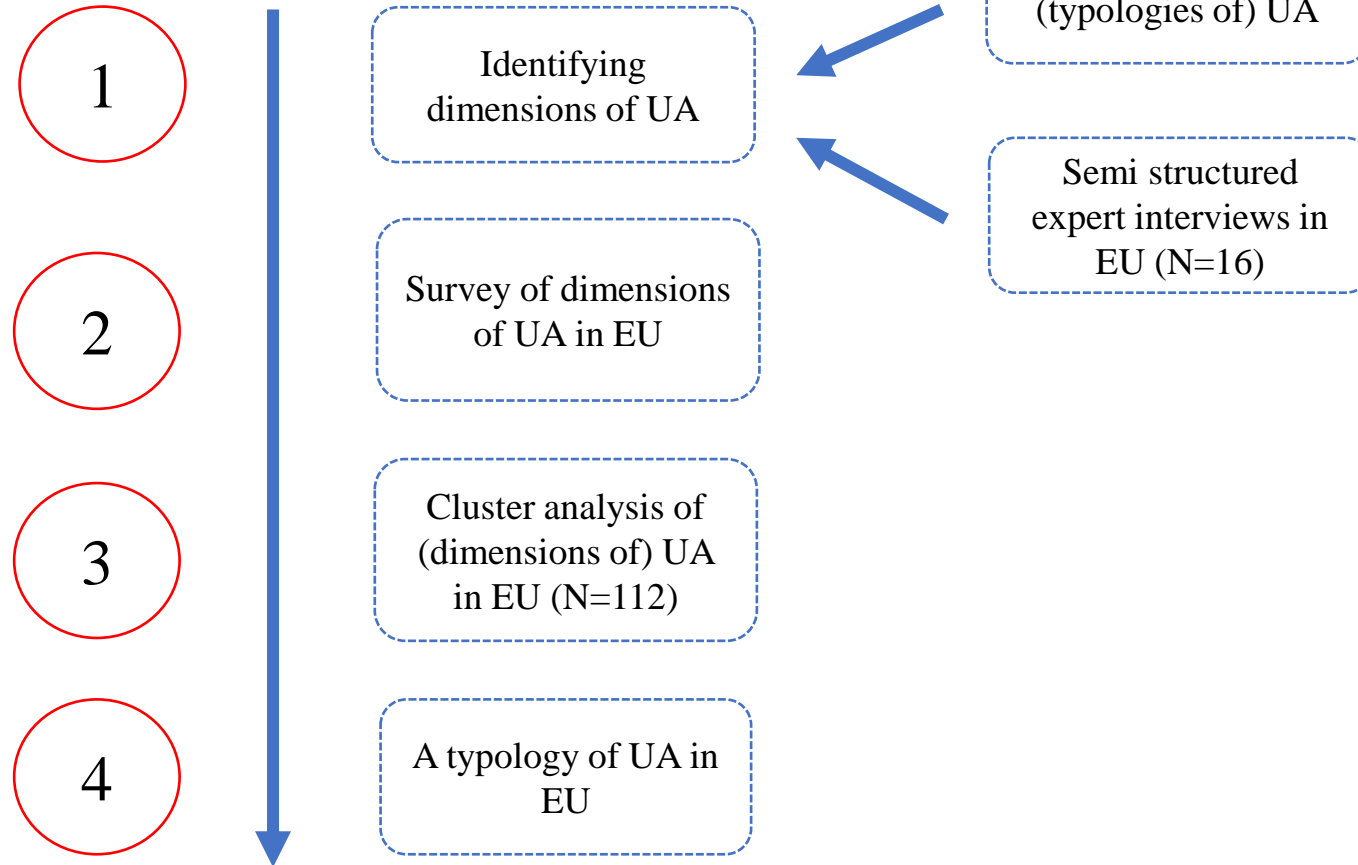 (typologies of) UA
1
Identifying
dimensions of UA
Semi structured
expert interviews in
EU (N=16)
2
Survey of dimensions
of UA in EU
3
Cluster analysis of
(dimensions of) UA
in EU (N=112)
4
A typology of UA in
EU